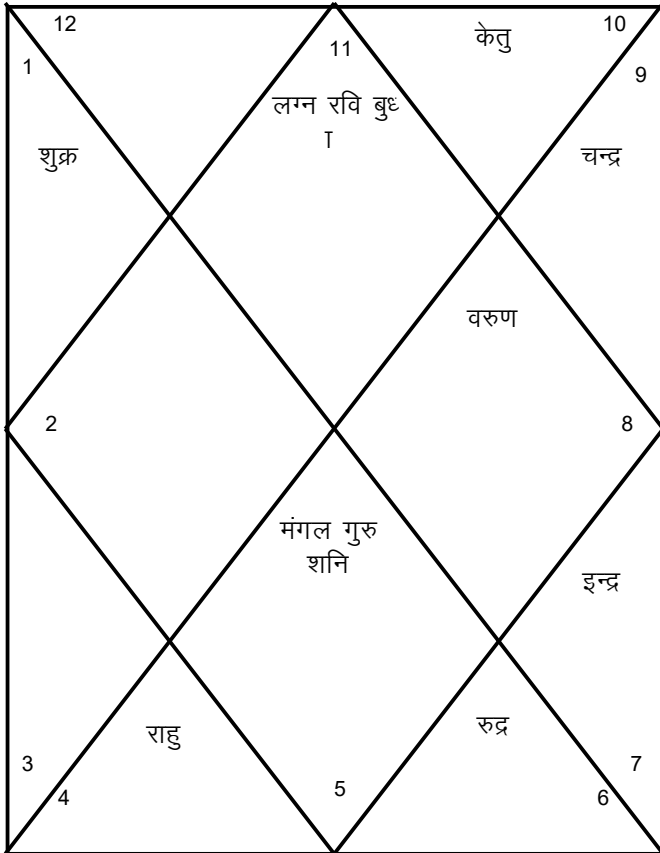 12
11
केतु
10
1
9
लग्न रवि बुध
ा
शुक्र
चन्द्र
वरुण
2
8
मंगल गुरु
शनि
इन्द्र
राहु
रुद्र
3
7
4
5
6